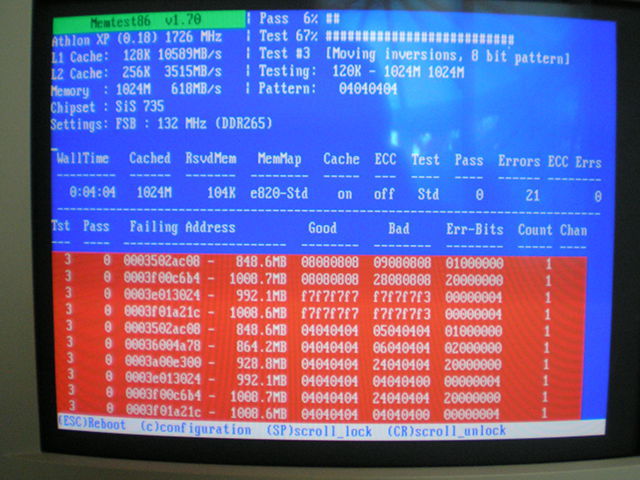 Memtest86 v1.70 | Pass 6% ##
Athlon XP (0.18) 1726 MHz | Test 67% ##########################
L1 Cache: 128K 10589MB/s | Test #3 [Moving inversions, 8 bit pattern]
L2 Cache: 256K 3515MB/s | Testing: 120K - 1024M 1024M
Memory : 1024M 618MB/s | Pattern: 04040404
Chipset : SiS 735
Settings: FSB : 132 MHz (DDR265)
WallTime Cached RsvdMem MemMap Cache ECC Test Pass Errors ECC Errs
0:04:04 1024M 104K e820-Std on off Std 0 21 0
Tst Pass Failing Address Good Bad Err-Bits Count Chan
3 0 0003502ac08 - 848.6MB 08080808 09080808 01000000 1
3 0 0003f00c6b4 - 1008.7MB 08080808 28080808 20000000 1
3 0 0003e013024 - 992.1MB f7f7f7f7 f7f7f7f3 00000004 1
3 0 0003f01a21c - 1008.6MB f7f7f7f7 f7f7f7f3 00000004 1
3 0 0003502ac08 - 848.6MB 04040404 05040404 01000000 1
3 0 00036004a78 - 864.2MB 04040404 06040404 02000000 1
3 0 0003a00e300 - 928.8MB 04040404 24040404 20000000 1
3 0 0003e013024 - 992.1MB 04040404 04040400 00000004 1
3 0 0003f00c6b4 - 1008.7MB 04040404 24040404 20000000 1
3 0 0003f01a21c - 1008.6MB 04040404 04040400 00000004 1
(ESC)Reboot (c)configuration (SP)scroll_lock (CR)scroll_unlock